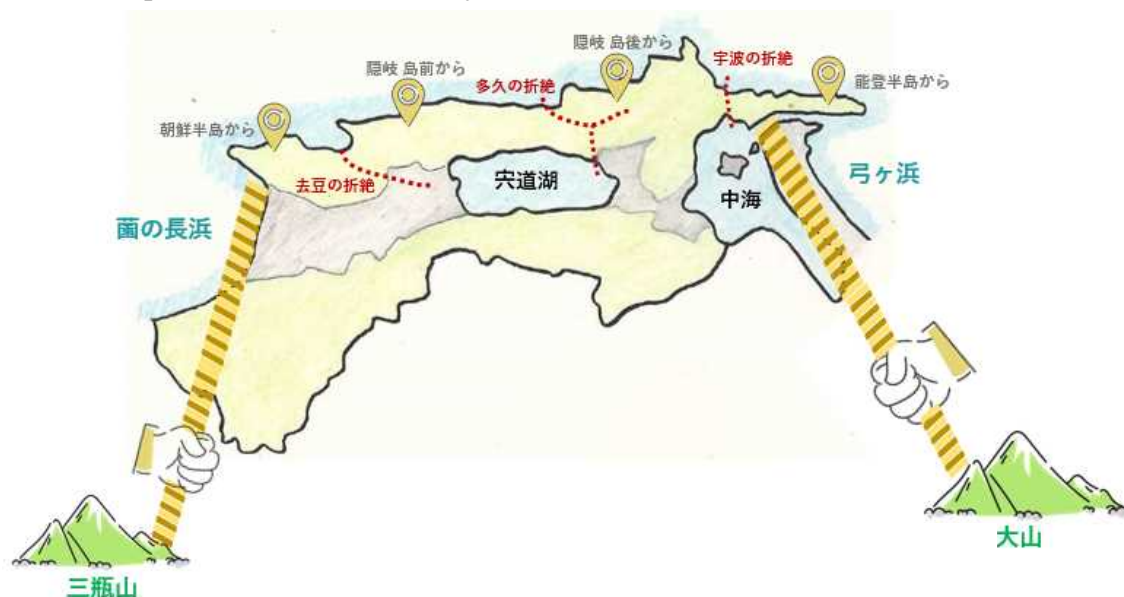 隠岐 島後から
宇波の折絶
隠岐 島前から
多久の折絶
能登半島から
朝鮮半島から
去豆の折絶
宍道湖
中海
弓ヶ浜
薗の長浜
大山
三瓶山